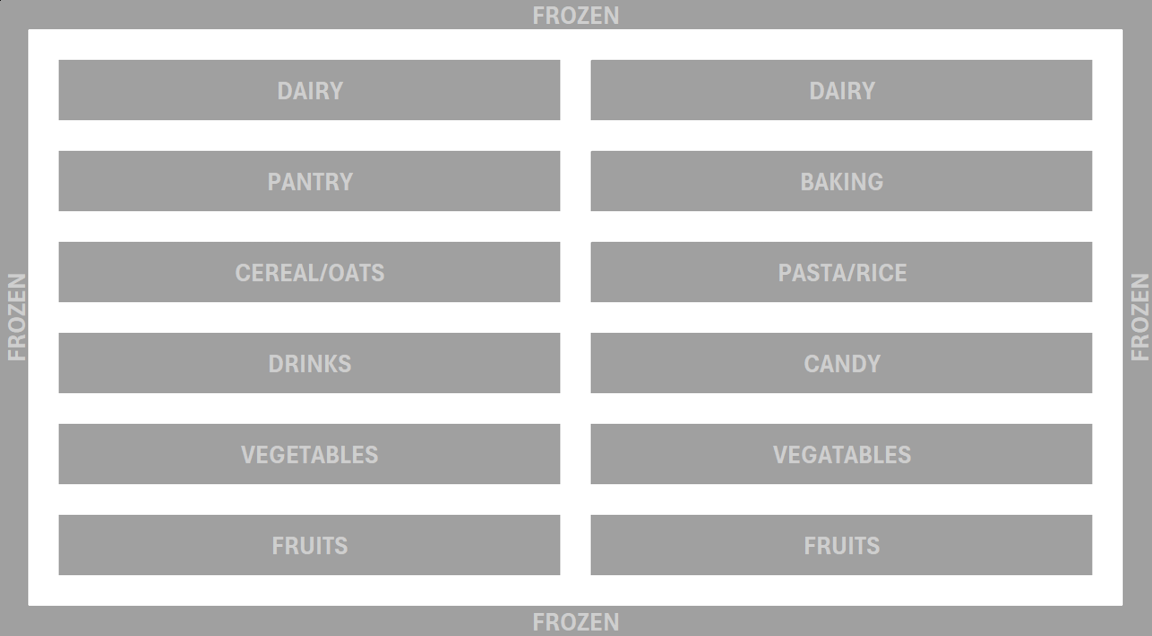 FROZEN
DAIRY
DAIRY
PANTRY
BAKING
CEREAL/OATS
PASTA/RICE
FROZEN
FROZEN
DRINKS
CANDY
VEGETABLES
VEGATABLES
FRUITS
FRUITS
FROZEN